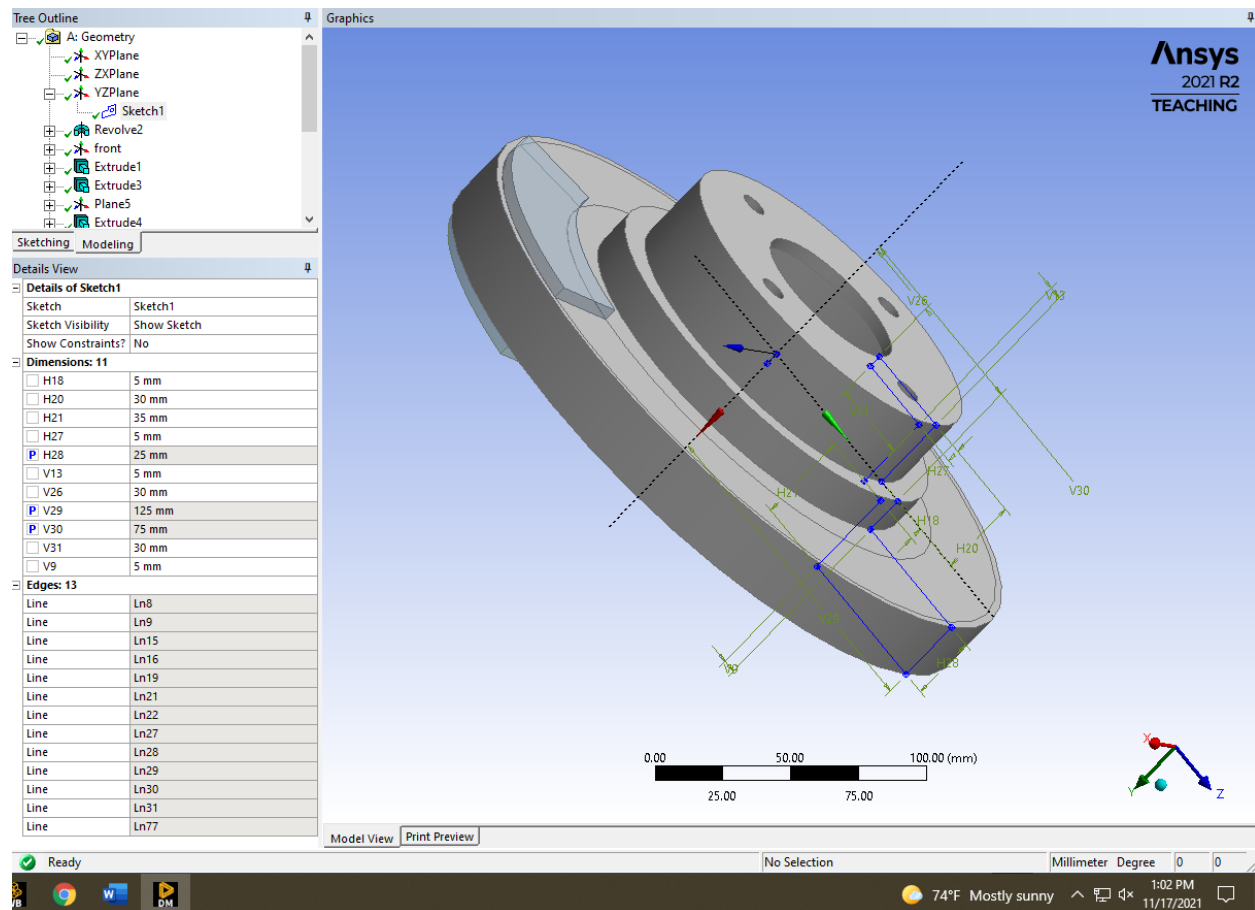 Tree Outline
Graphics
A: Geometry
XYPlane
ZXPlane
YZPlane
Sketch1
Revolve2
front
Extrude1
Extrude3
Plane5
Extrude4
Sketching Modeling
Details View
Details of Sketch1
Sketch Sketch1
Sketch Visibility Show Sketch
Show Constraints? No
Dimensions: 11
H18 5 mm
H20 30 mm
H21 35 mm
H27 5 mm
P H28 25 mm
V13 5 mm
V26 30 mm
P V29 125 mm
P V30 75 mm
V31 30 mm
V9 5 mm
Edges: 13
Line Ln8
Line Ln9
Line Ln15
Line Ln16
Line Ln19
Line Ln21
Line Ln22
Line Ln27
Line Ln28
Line Ln29
Line Ln30
Line Ln31
Line Ln77
Ansys
2021 R2
TEACHING
V26
V13
V30
H27
H21
H18
H20
V29
V9
H28
0.00 50.00 100.00 (mm)
25.00 75.00
X
Y
Z
Model View Print Preview
Ready
No Selection
Millimeter Degree 0 0
DM
74°F Mostly sunny
1:02 PM
11/17/2021